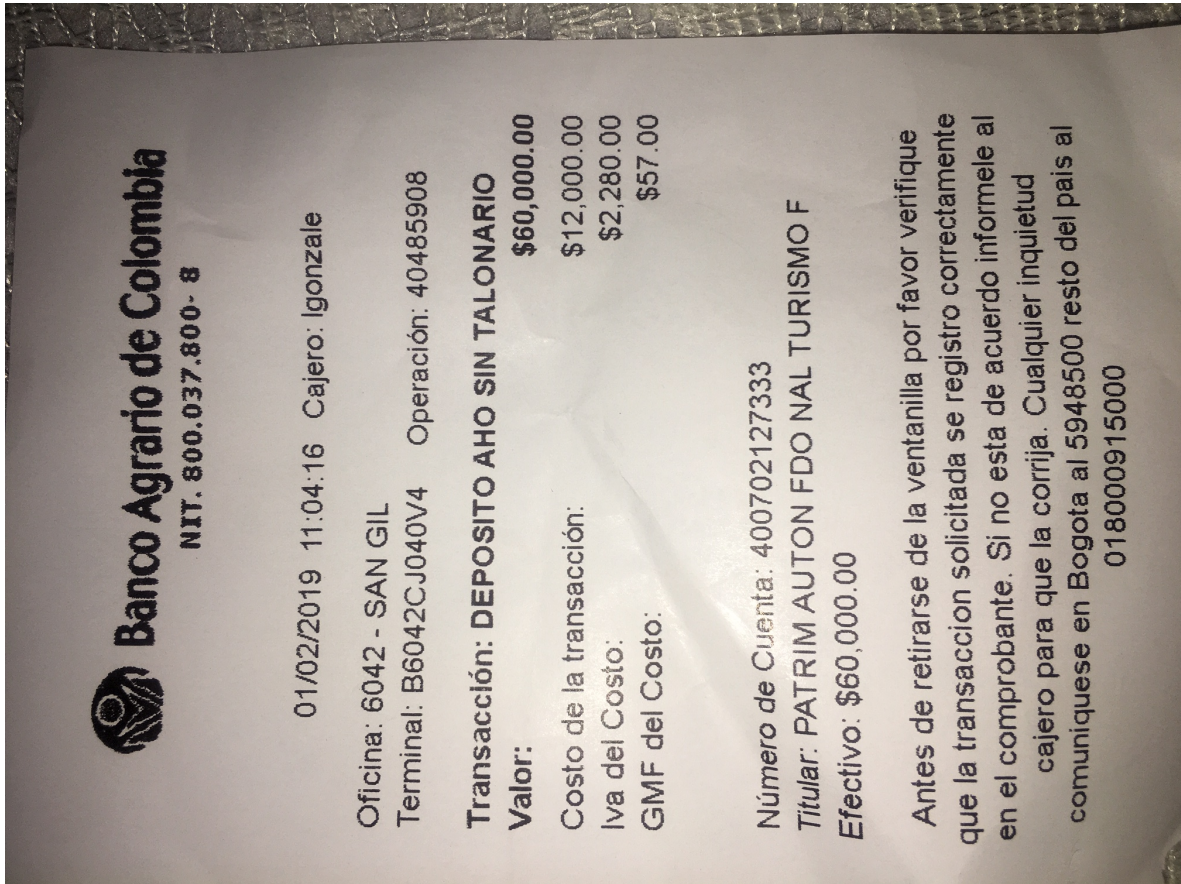 Banco Agrario de Colombia
NIT. 800.037.800- 8
01/02/2019 11:04:16 Cajero: lgonzale
Oficina: 6042 - SAN GIL
Terminal: B6042CJ040V4 Operación: 40485908
Transacción: DEPOSITO AHO SIN TALONARIO
Valor: $60,000.00
Costo de la transacción: $12,000.00
Iva del Costo: $2,280.00
GMF del Costo: $57.00
Número de Cuenta: 400702127333
Titular: PATRIM AUTON FDO NAL TURISMO F
Efectivo: $60,000.00
Antes de retirarse de la ventanilla por favor verifique
que la transaccion solicitada se registro correctamente
en el comprobante. Si no esta de acuerdo informele al
cajero para que la corrija. Cualquier inquietud
comuniquese en Bogota al 5948500 resto del pais al
018000915000